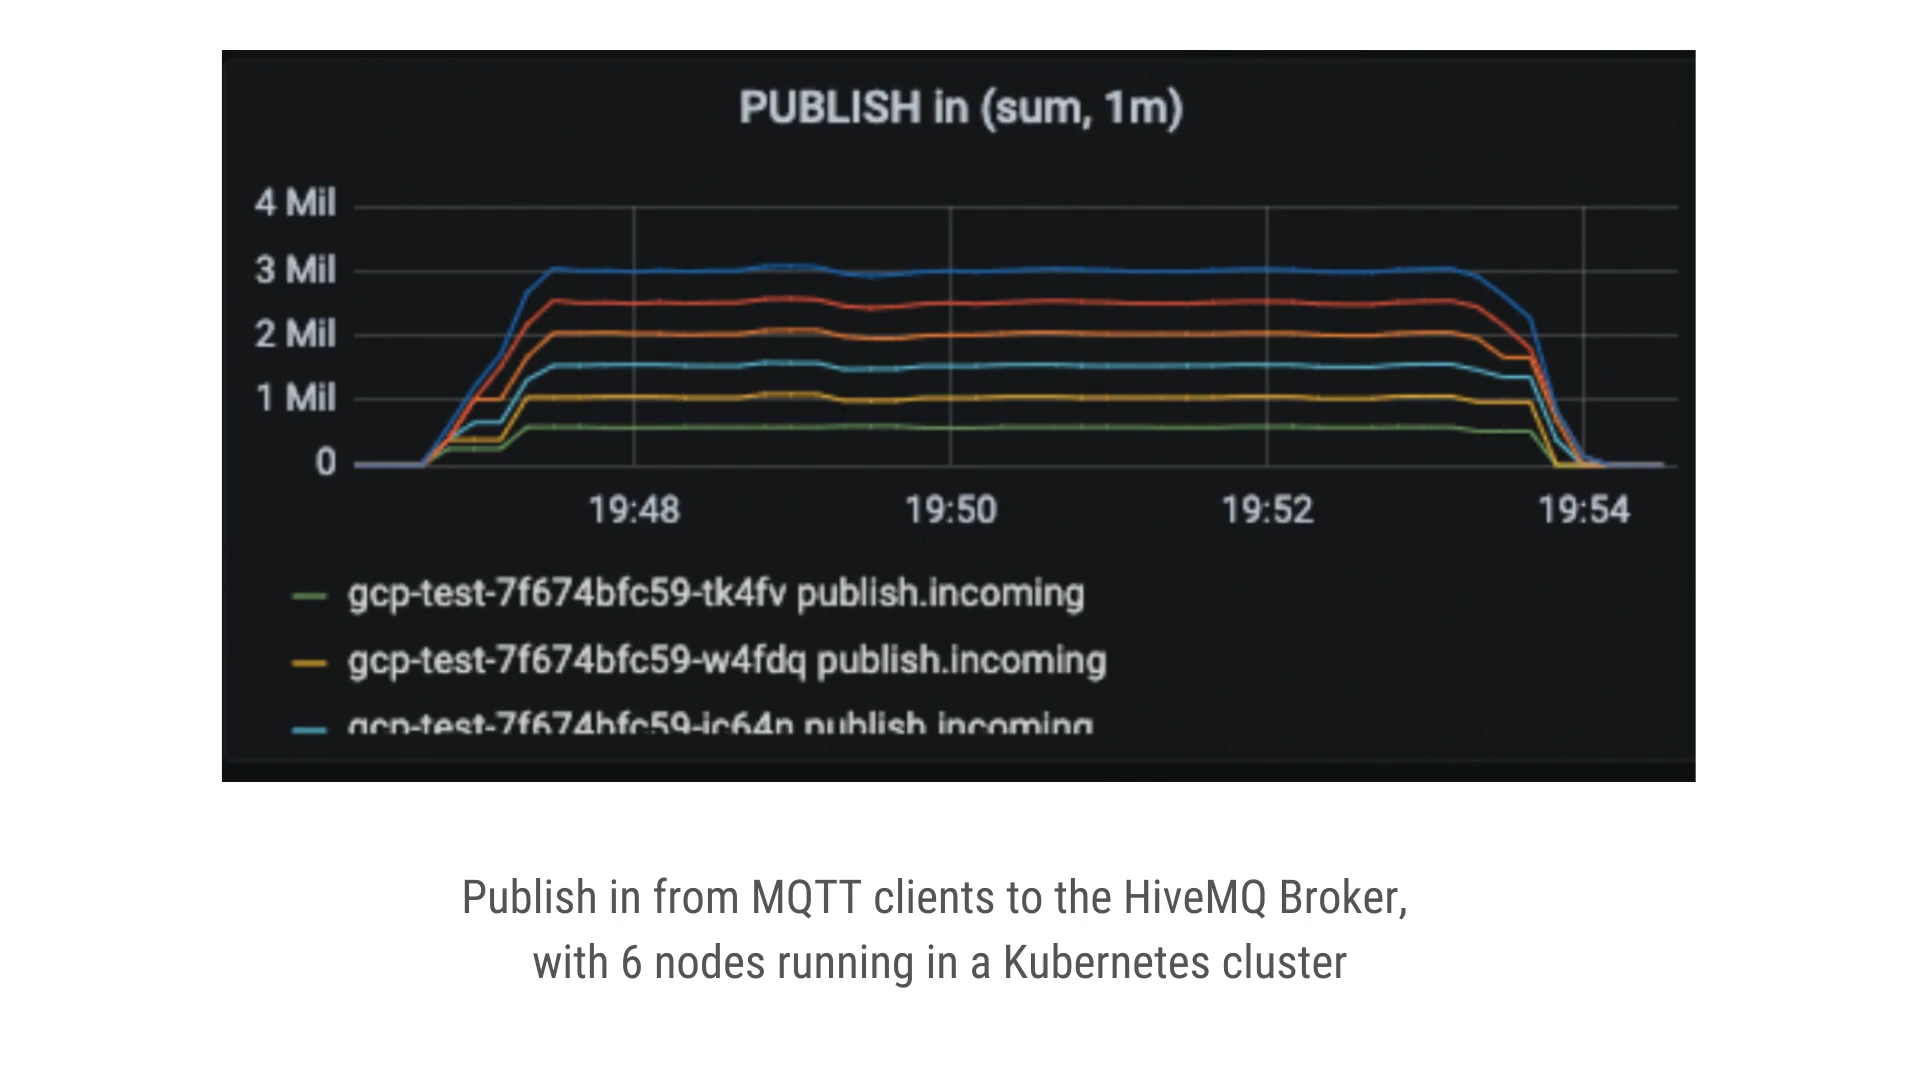 PUBLISH in (sum, 1m)
4 Mil
3 Mil
2 Mil
1 Mil
0
19:48 19:50 19:52 19:54
gcp-test-7f674bfc59-tk4fv publish.incoming
gcp-test-7f674bfc59-w4fdq publish.incoming
publish.incoming
Publish in from MQTT clients to the HiveMQ Broker,
with 6 nodes running in a Kubernetes cluster